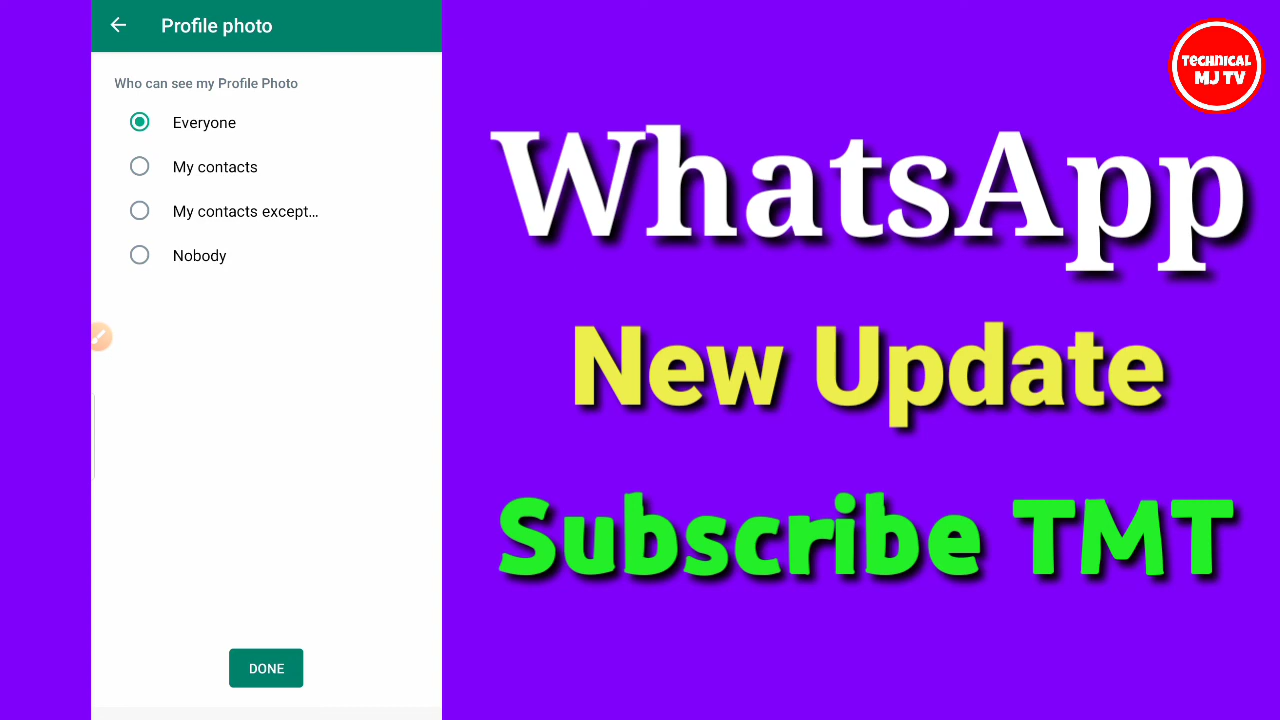 Profile photo
Who can see my Profile Photo
Everyone
My contacts
My contacts except...
Nobody
DONE
TECHNICAL
MJ TV
WhatsApp
New Update
Subscribe TMT